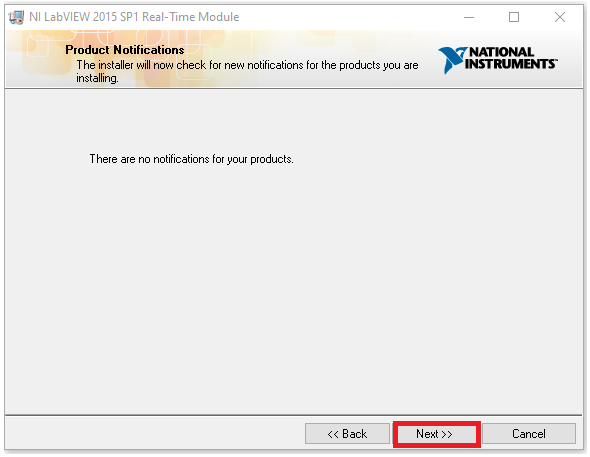 NI LabVIEW 2015 SP1 Real-Time Module
Product Notifications
The installer will now check for new notifications for the products you are
installing.
NATIONAL
INSTRUMENTS™
There are no notifications for your products.
<< Back
Next >>
Cancel